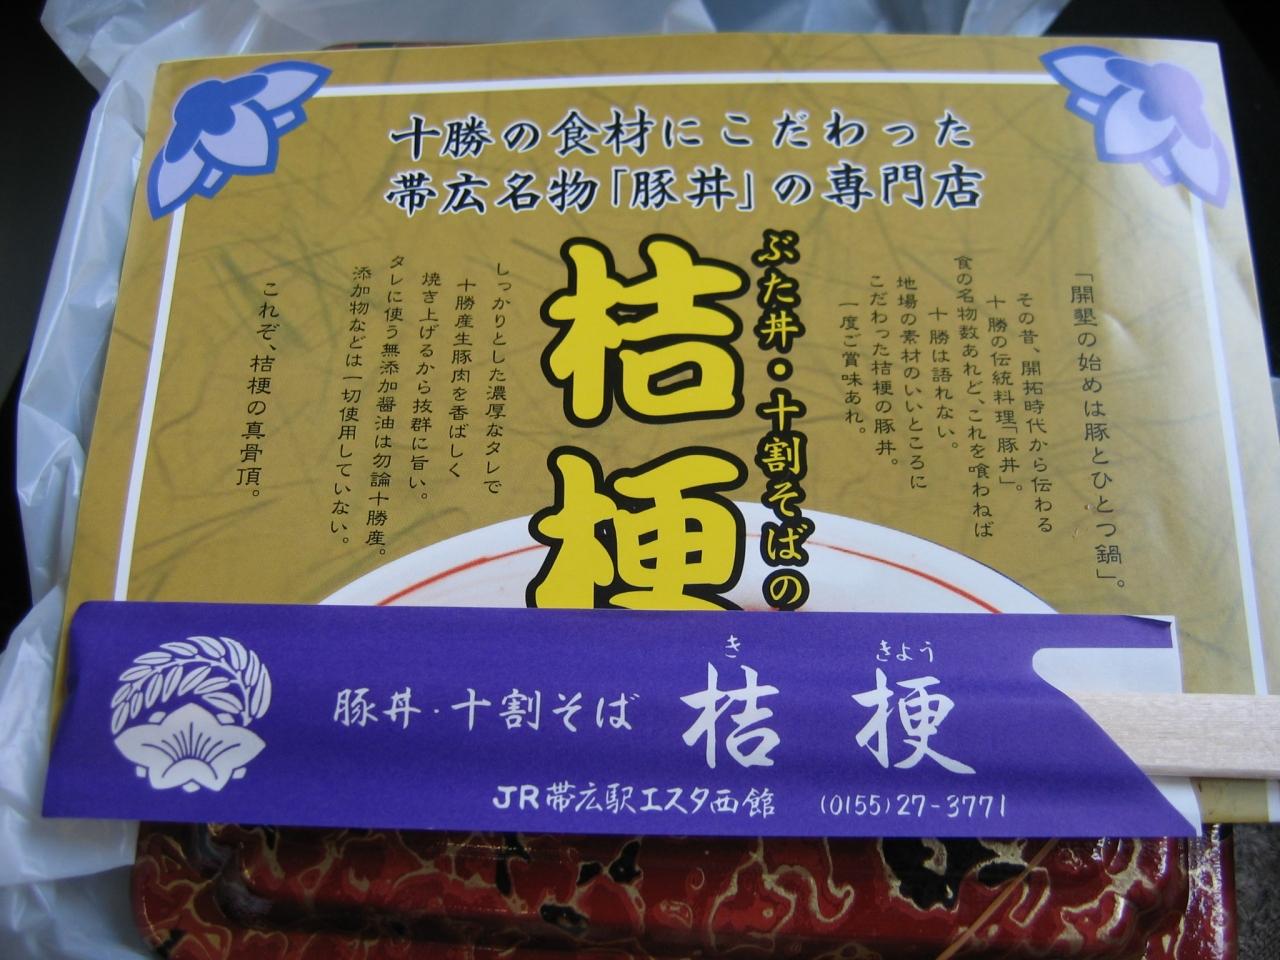 十勝の食材にこだわった
帯広名物「豚丼」の専門店
「開墾の始めは豚とひとつ鍋」。
その昔、開拓時代から伝わる
十勝の伝統料理「豚丼」。
食の名物数あれど、これを喰わねば
十勝は語れない。
地場の素材のいいところに
こだわった桔梗の豚丼。
一度ご賞味あれ。
ぶた丼・十割そばの
桔梗
しっかりとした濃厚なタレで
十勝産生豚肉を香ばしく
焼き上げるから抜群に旨い。
タレに使う無添加醤油は勿論十勝産。
添加物などは一切使用していない。
これぞ、桔梗の真骨頂。
き きょう
豚丼・十割そば 桔梗
JR帯広駅エスタ西館 (0155)27-3771